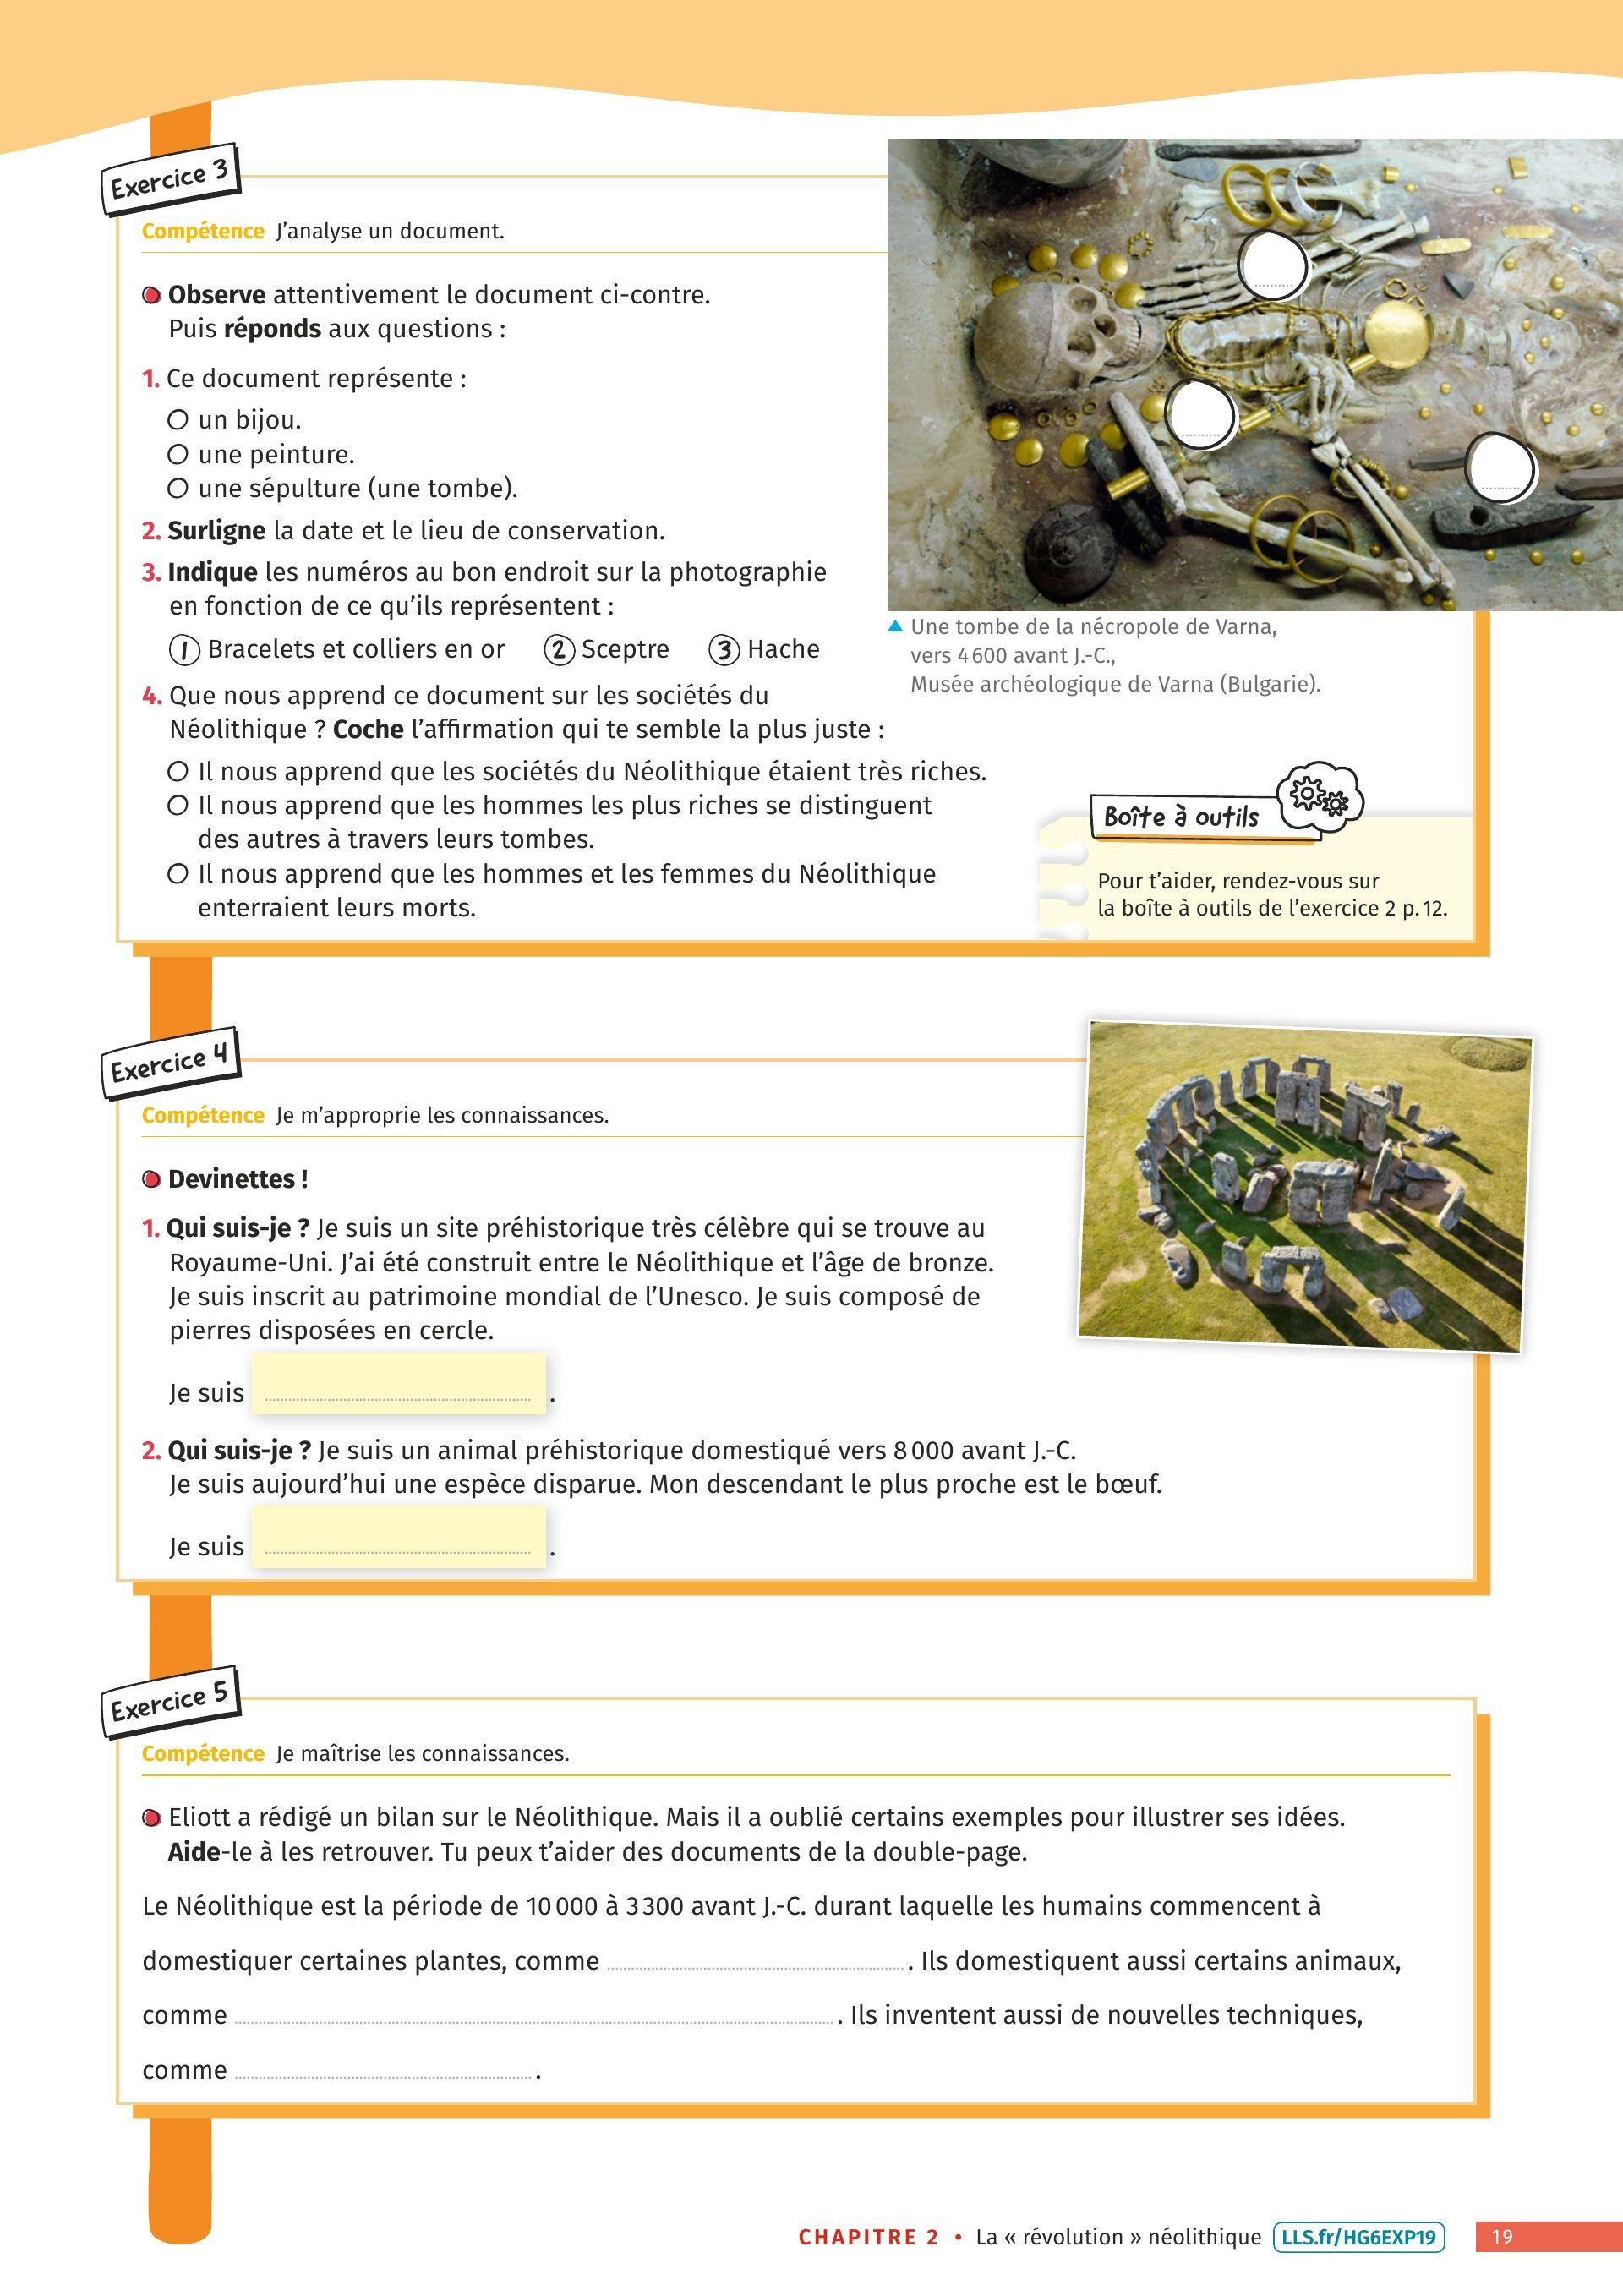 Exercice 3
Compétence J'analyse un document.
Observe attentivement le document ci-contre.
Puis réponds aux questions :
1. Ce document représente :
un bijou.
une peinture.
une sépulture (une tombe).
2. Surligne la date et le lieu de conservation.
3. Indique les numéros au bon endroit sur la photographie
en fonction de ce qu'ils représentent :
1 Bracelets et colliers en or 2 Sceptre 3 Hache
4. Que nous apprend ce document sur les sociétés du
Néolithique ? Coche l'affirmation qui te semble la plus juste :
Il nous apprend que les sociétés du Néolithique étaient très riches.
Il nous apprend que les hommes les plus riches se distinguent
des autres à travers leurs tombes.
Il nous apprend que les hommes et les femmes du Néolithique
enterraient leurs morts.
Une tombe de la nécropole de Varna,
vers 4 600 avant J.-C.,
Musée archéologique de Varna (Bulgarie).
Boîte à outils
Pour t'aider, rendez-vous sur
la boîte à outils de l'exercice 2 p. 12.
Exercice 4
Compétence Je m'approprie les connaissances.
Devinettes !
1. Qui suis-je ? Je suis un site préhistorique très célèbre qui se trouve au
Royaume-Uni. J'ai été construit entre le Néolithique et l'âge de bronze.
Je suis inscrit au patrimoine mondial de l'Unesco. Je suis composé de
pierres disposées en cercle.
Je suis .
2. Qui suis-je ? Je suis un animal préhistorique domestiqué vers 8 000 avant J.-C.
Je suis aujourd'hui une espèce disparue. Mon descendant le plus proche est le bœuf.
Je suis .
Exercice 5
Compétence Je maîtrise les connaissances.
Eliott a rédigé un bilan sur le Néolithique. Mais il a oublié certains exemples pour illustrer ses idées.
Aide-le à les retrouver. Tu peux t'aider des documents de la double-page.
Le Néolithique est la période de 10 000 à 3 300 avant J.-C. durant laquelle les humains commencent à
domestiquer certaines plantes, comme . Ils domestiquent aussi certains animaux,
comme . Ils inventent aussi de nouvelles techniques,
comme .
CHAPITRE 2 • La « révolution » néolithique LLS.fr/HG6EXP19 19